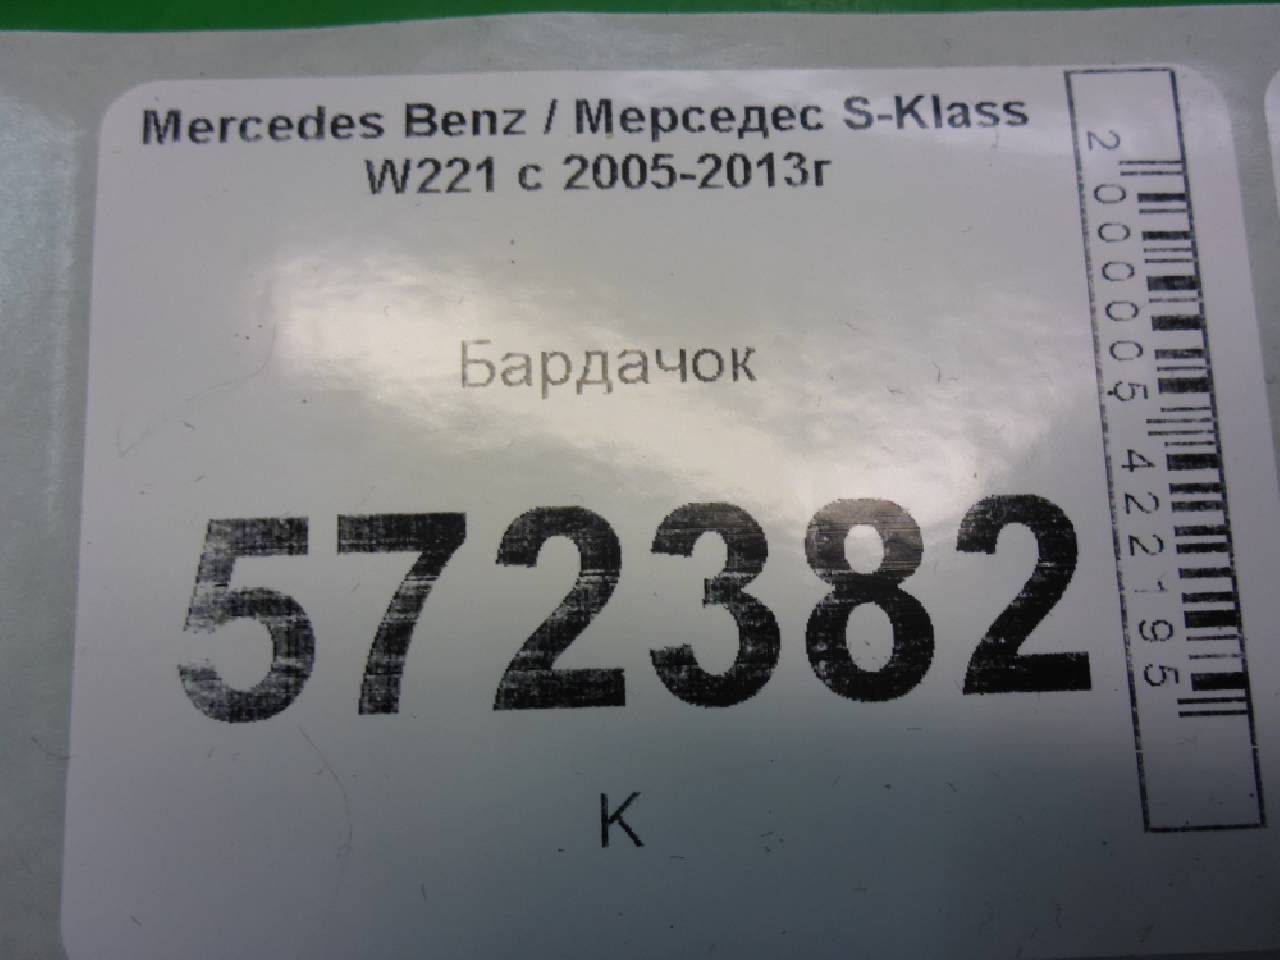 Mercedes Benz / Мерседес S-Klass
W221 с 2005-2013г
Бардачок
572382
К
2000005422195